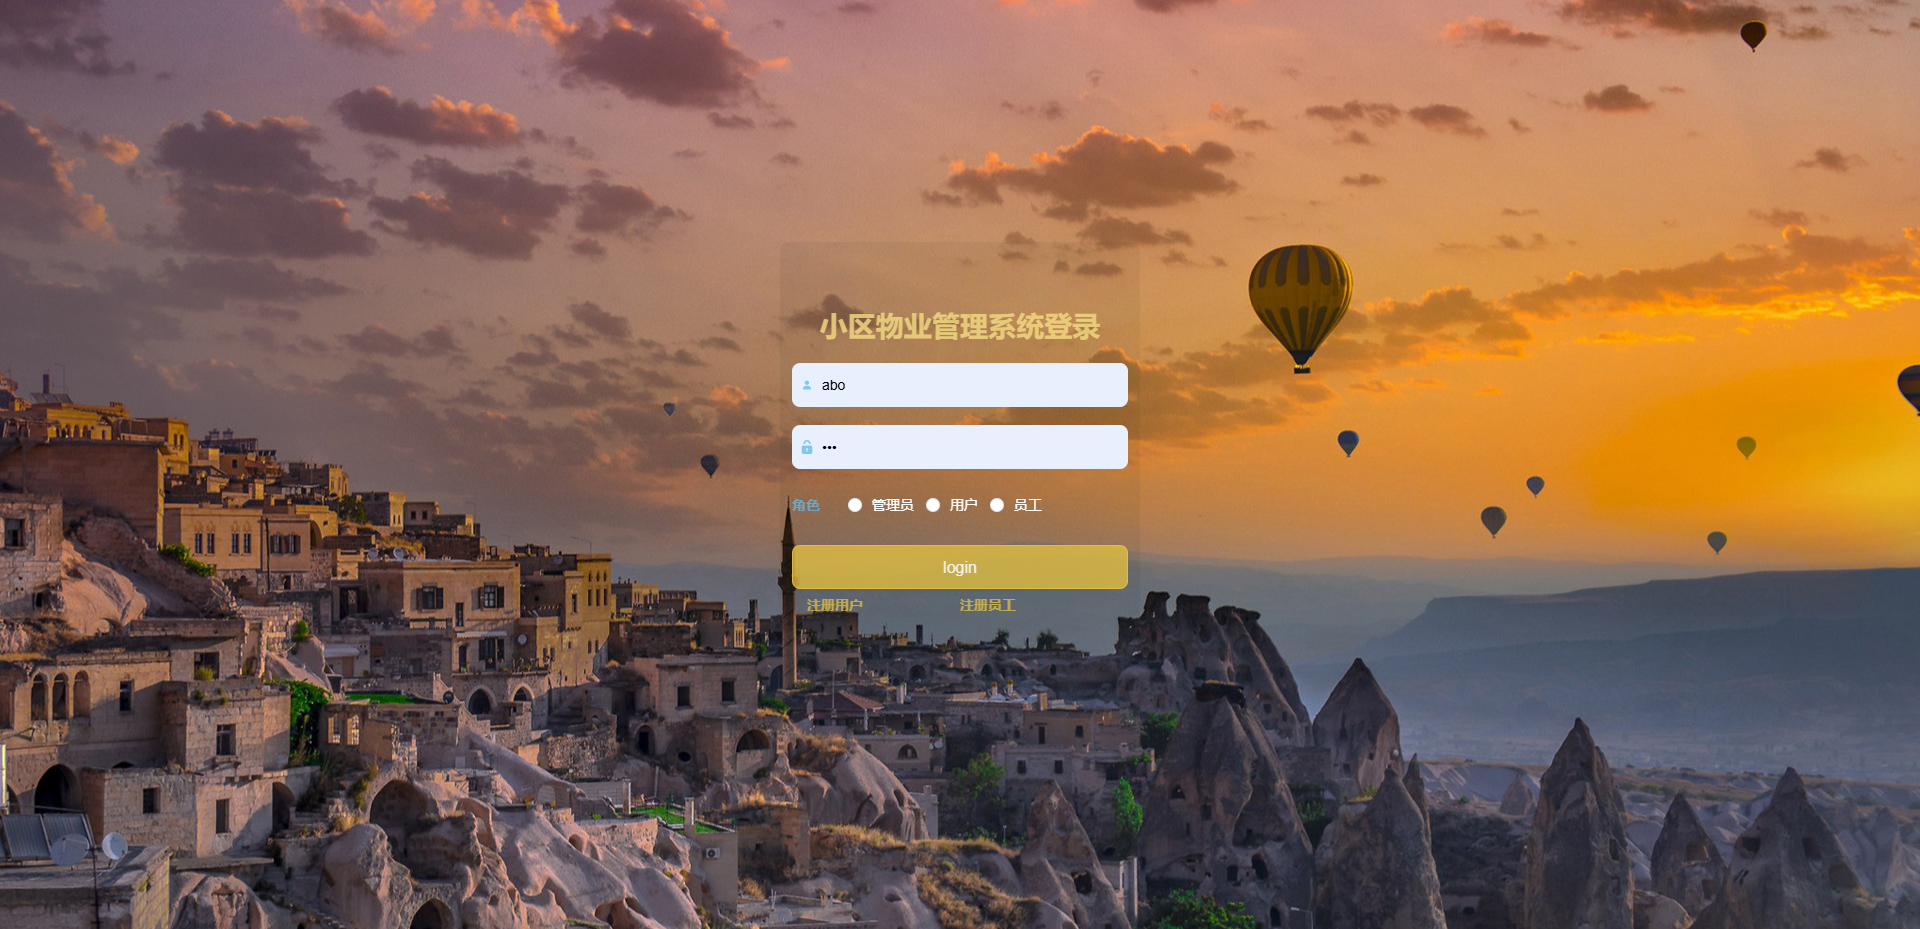 小区物业管理系统登录
abo
•••
角色 管理员 用户 员工
login
注册用户 注册员工